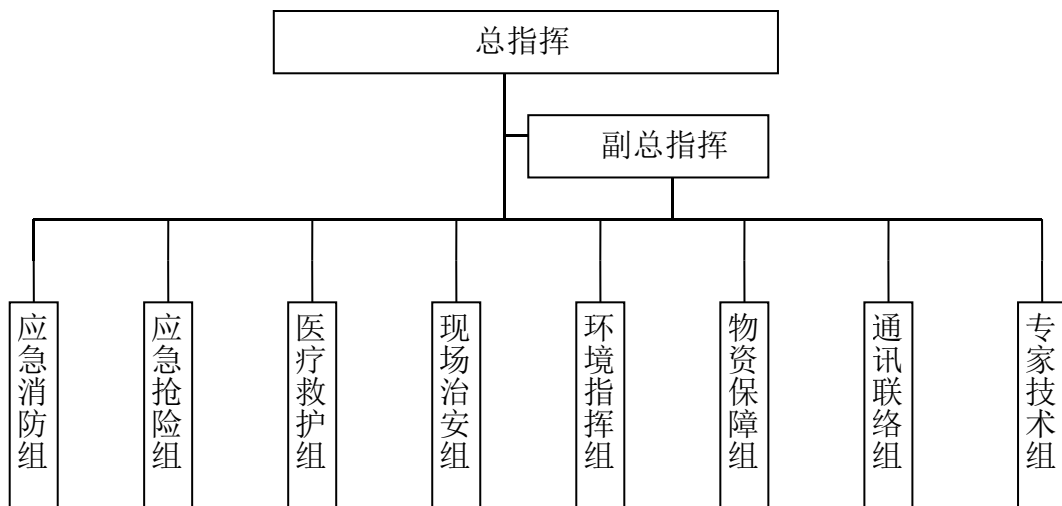 总指挥
副总指挥
应急消防组
应急抢险组
医疗救护组
现场治安组
环境指挥组
物资保障组
通讯联络组
专家技术组